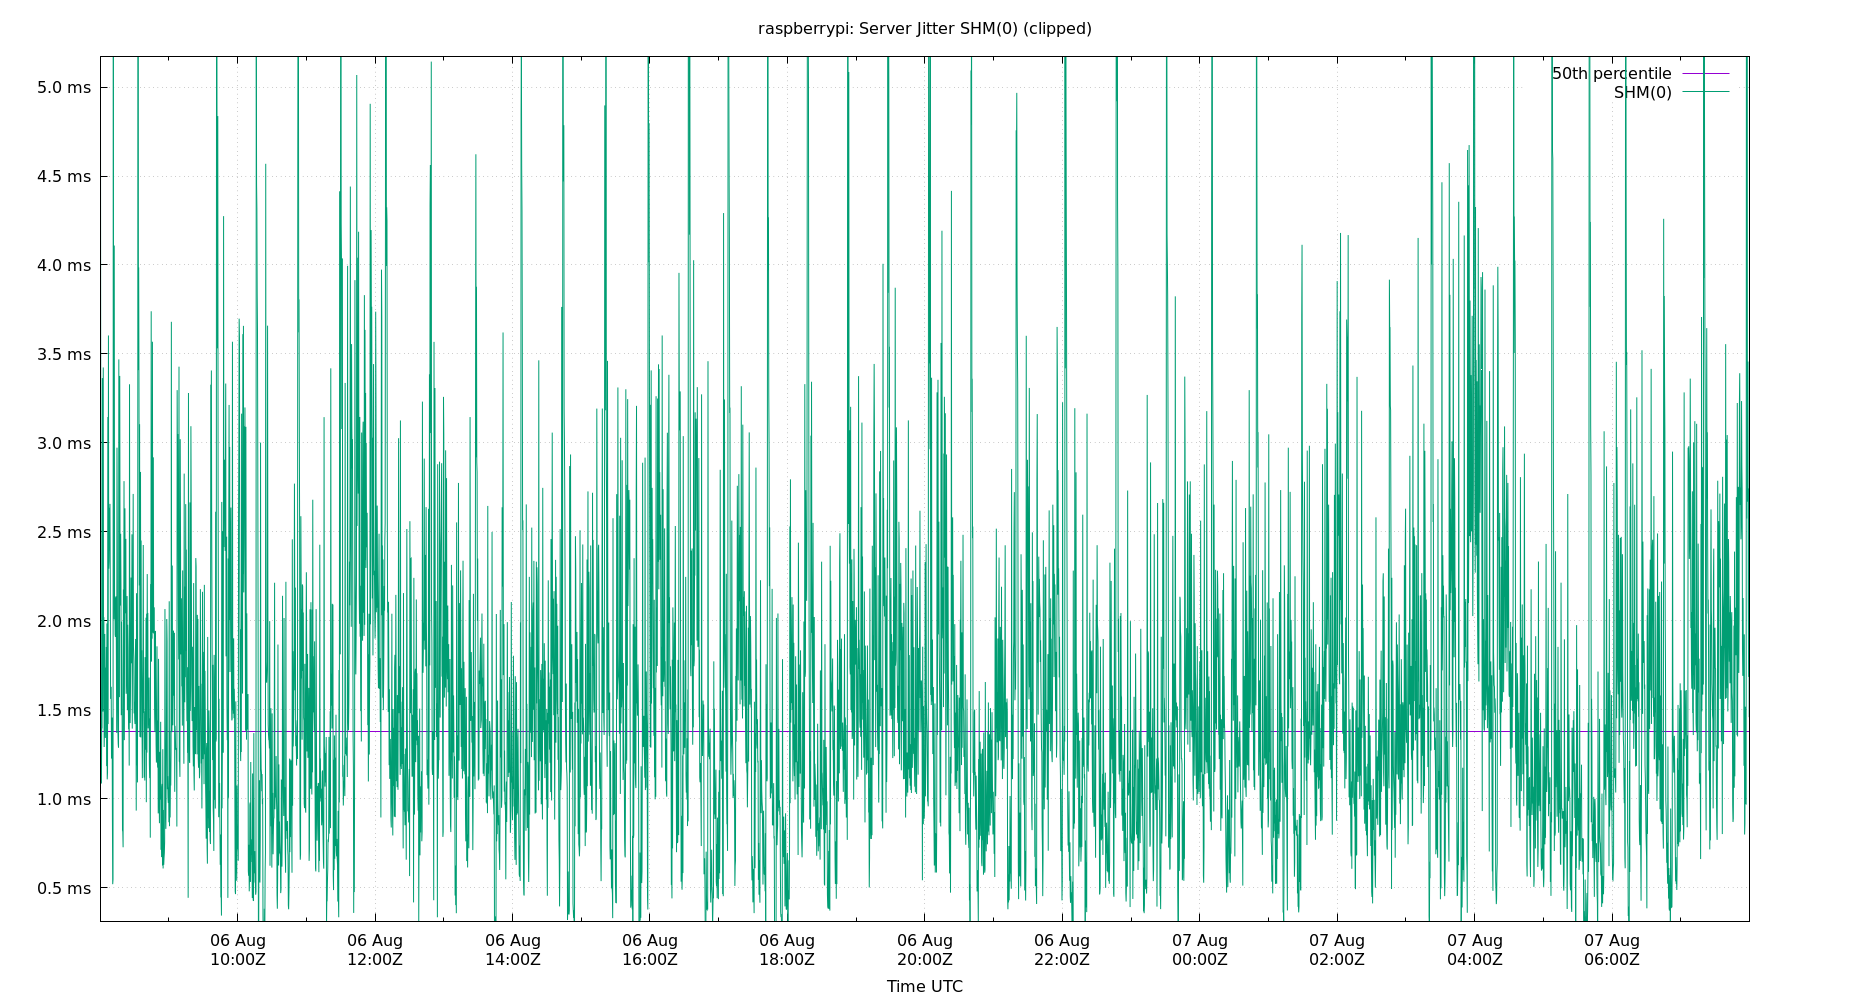 raspberrypi: Server Jitter SHM(0) (clipped)
50th percentile
SHM(0)
5.0 ms
4.5 ms
4.0 ms
3.5 ms
3.0 ms
2.5 ms
2.0 ms
1.5 ms
1.0 ms
0.5 ms
06 Aug 06 Aug 06 Aug 06 Aug 06 Aug 06 Aug 06 Aug 07 Aug 07 Aug 07 Aug 07 Aug
10:00Z 12:00Z 14:00Z 16:00Z 18:00Z 20:00Z 22:00Z 00:00Z 02:00Z 04:00Z 06:00Z
Time UTC